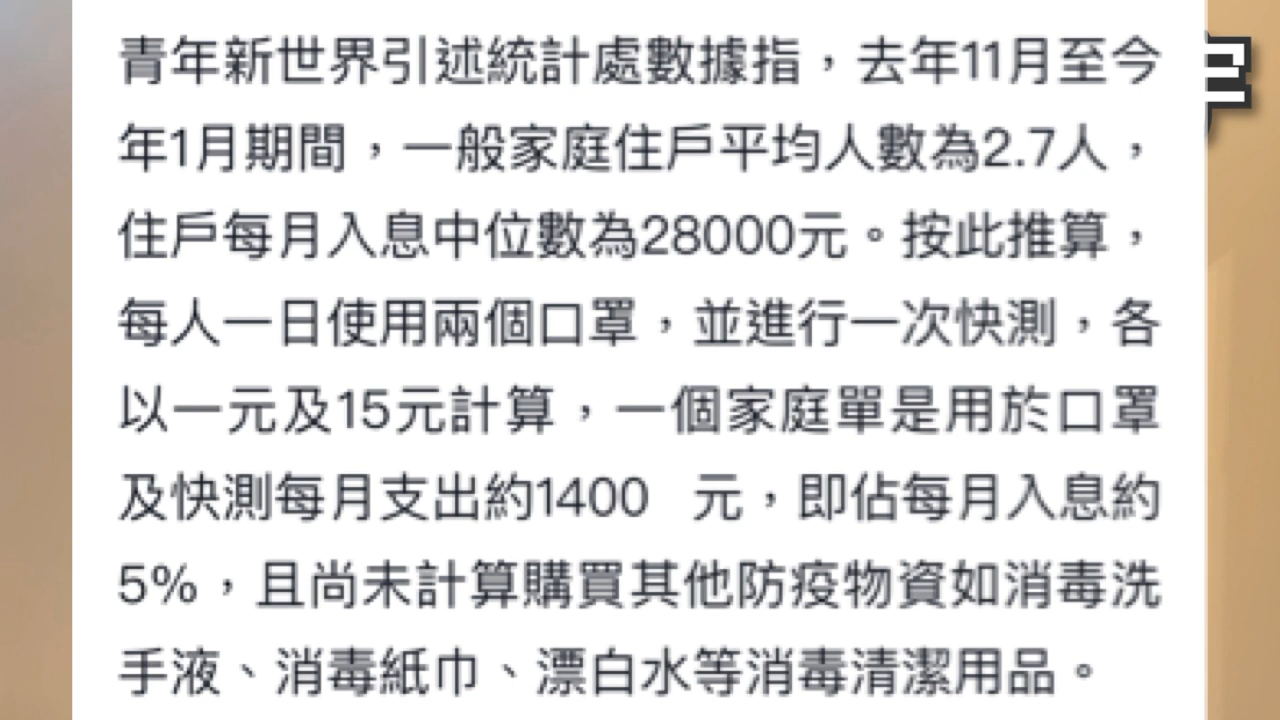 青年新世界引述統計處數據指，去年11月至今
年1月期間，一般家庭住戶平均人數為2.7人，
住戶每月入息中位數為28000元。按此推算，
每人一日使用兩個口罩，並進行一次快測，各
以一元及15元計算，一個家庭單是用於口罩
及快測每月支出約1400 元，即佔每月入息約
5%，且尚未計算購買其他防疫物資如消毒洗
手液、消毒紙巾、漂白水等消毒清潔用品。